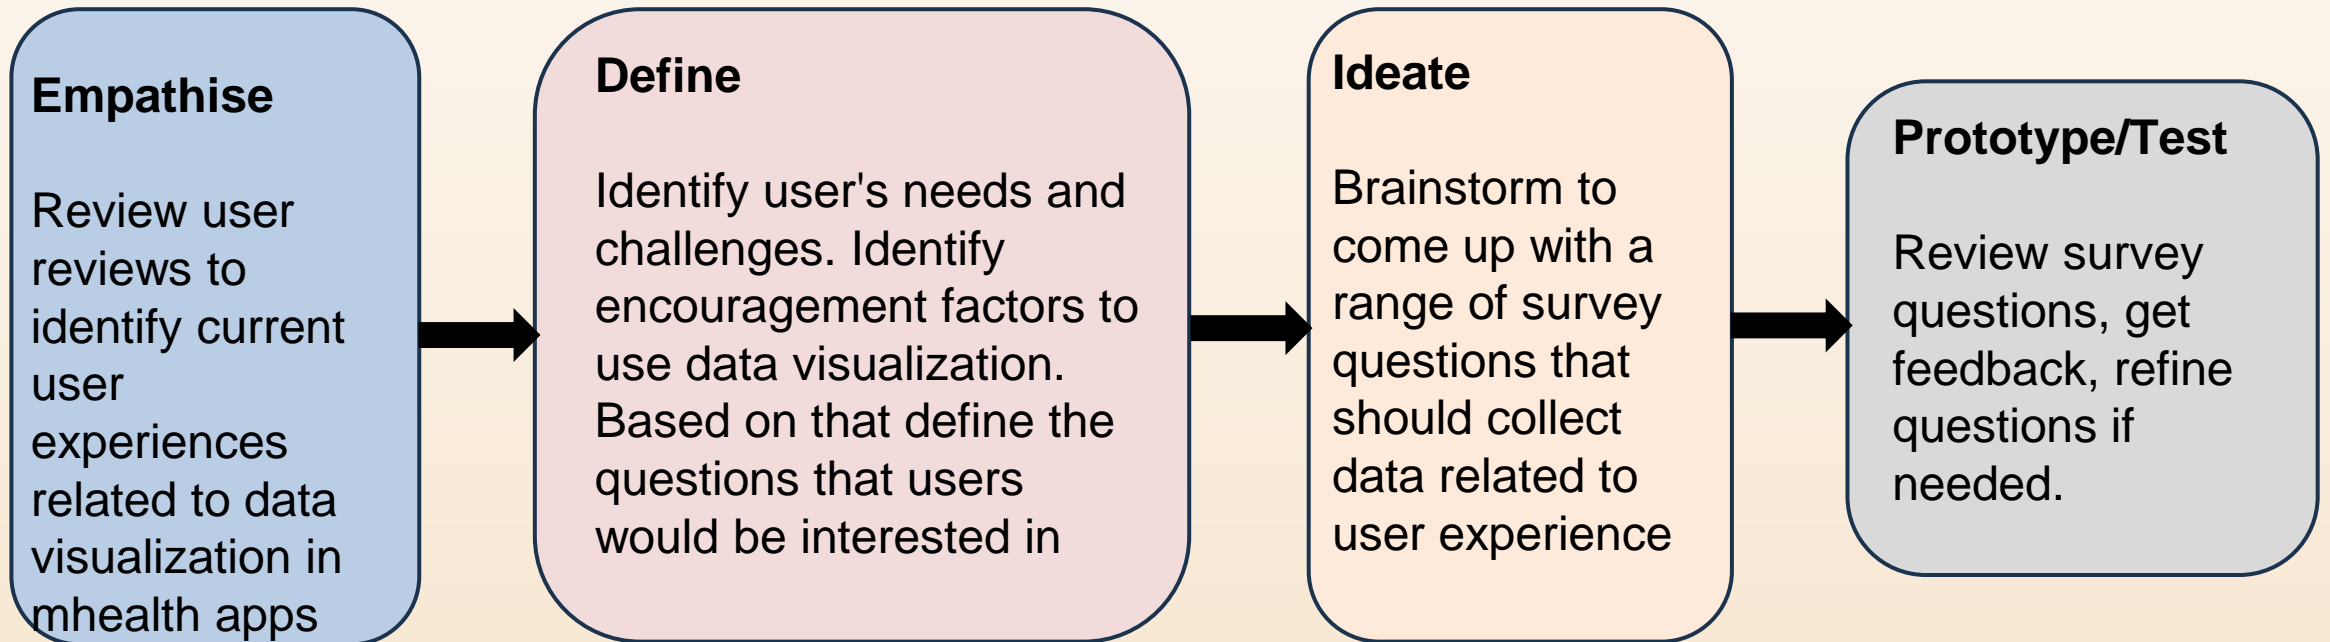 Empathise
Review user
reviews to
identify current
user
experiences
related to data
visualization in
mhealth apps
Define
Identify user's needs and
challenges. Identify
encouragement factors to
use data visualization.
Based on that define the
questions that users
would be interested in
Ideate
Brainstorm to
come up with a
range of survey
questions that
should collect
data related to
user experience
Prototype/Test
Review survey
questions, get
feedback, refine
questions if
needed.